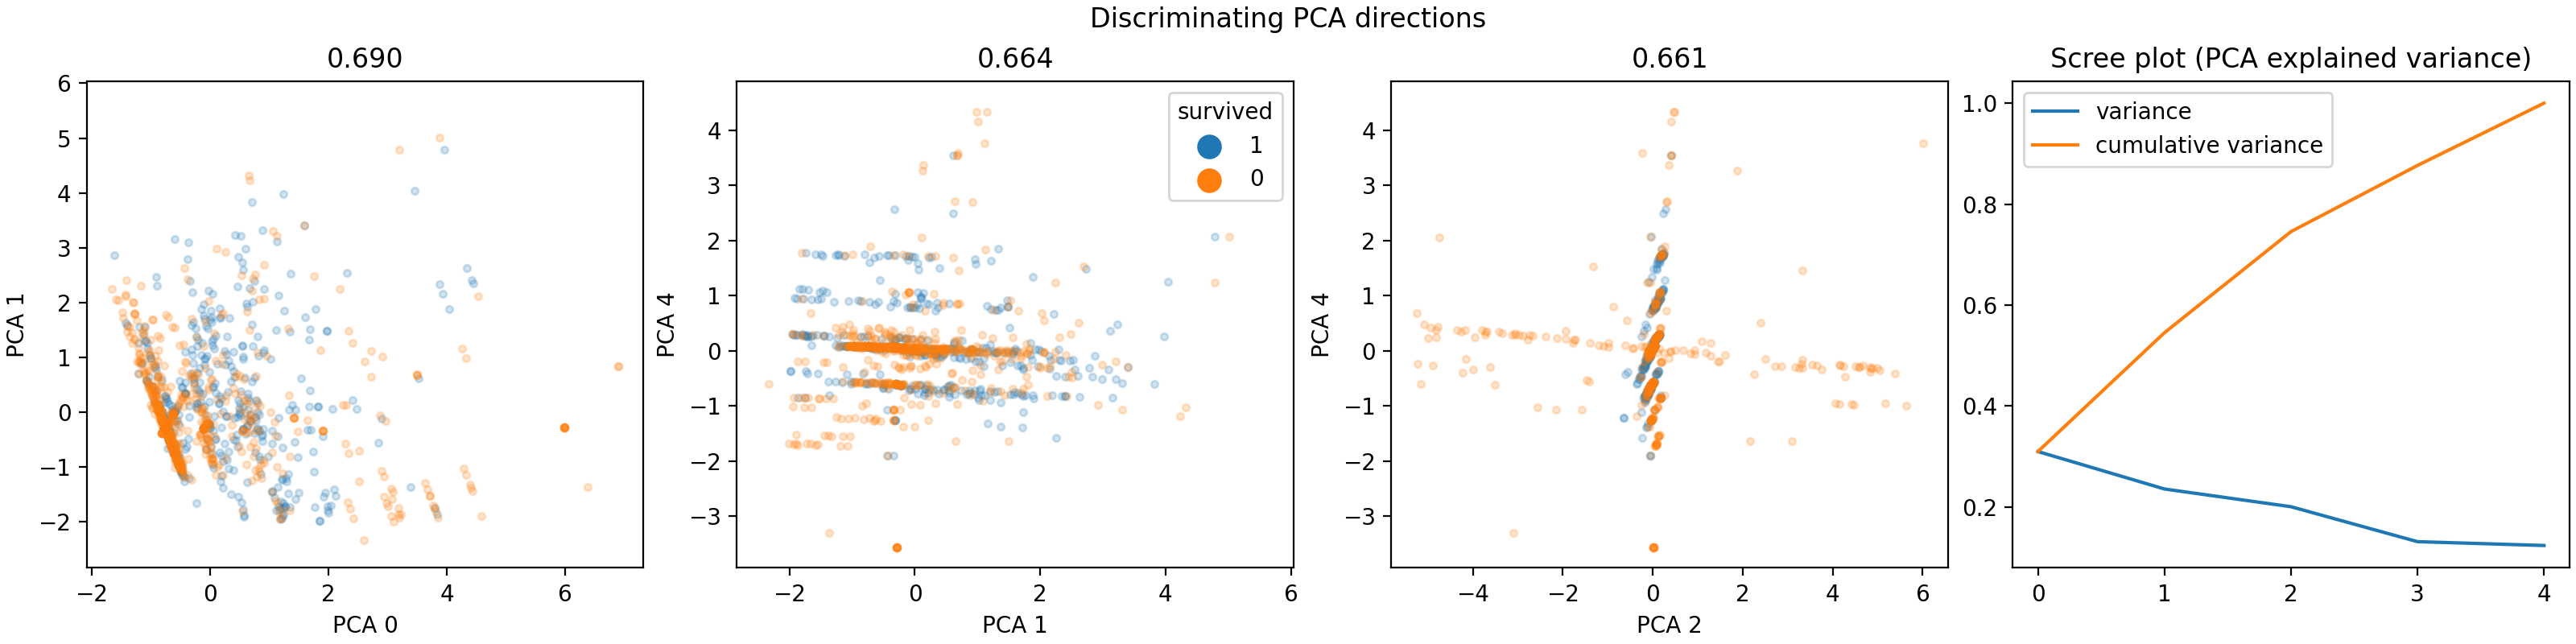 Discriminating PCA directions
0.690
6
5
4
3
2
1
0
−1
−2
PCA 1
−2 0 2 4 6
PCA 0
0.664
survived
1
0
4
3
2
1
0
−1
−2
−3
PCA 4
−2 0 2 4 6
PCA 1
0.661
4
3
2
1
0
−1
−2
−3
PCA 4
−4 −2 0 2 4 6
PCA 2
Scree plot (PCA explained variance)
variance
cumulative variance
1.0
0.8
0.6
0.4
0.2
0 1 2 3 4